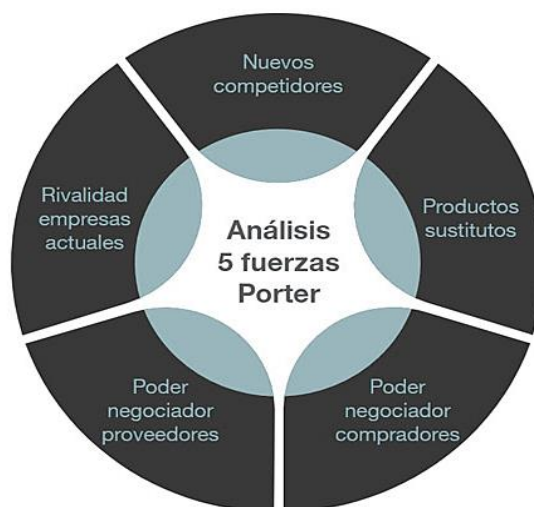 Nuevos
competidores
Rivalidad
empresas
actuales
Análisis
5 fuerzas
Porter
Productos
sustitutos
Poder
negociador
proveedores
Poder
negociador
compradores